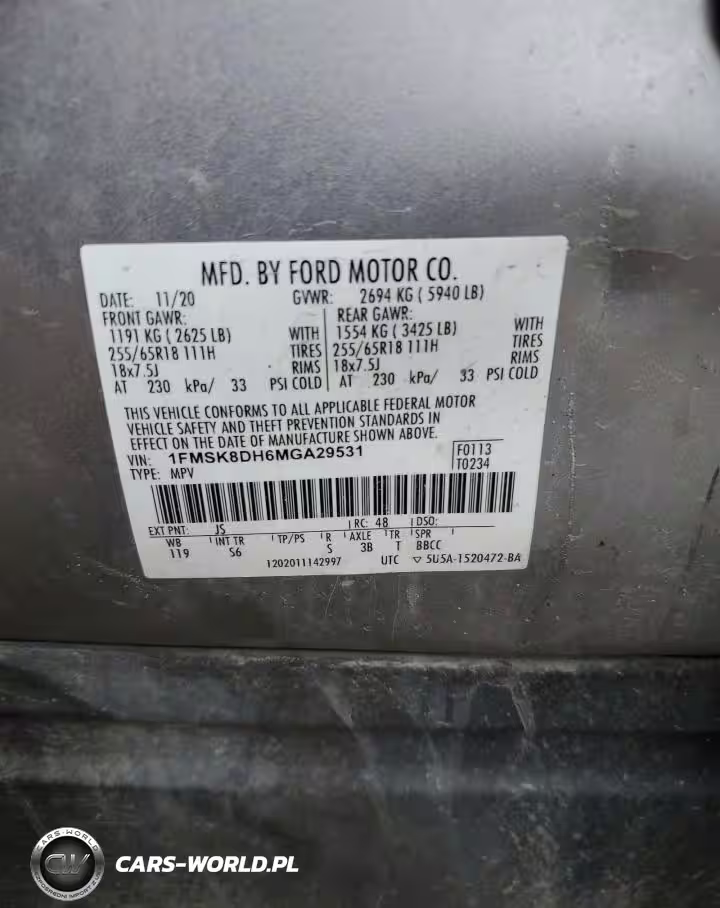 MFD. BY FORD MOTOR CO.
DATE: 11/20 GVWR: 2694 KG ( 5940 LB)
FRONT GAWR: REAR GAWR:
1191 KG ( 2625 LB) WITH 1554 KG ( 3425 LB) WITH
255/65R18 111H TIRES 255/65R18 111H TIRES
18x7.5J RIMS 18x7.5J RIMS
AT 230 kPa/ 33 PSI COLD AT 230 kPa/ 33 PSI COLD
THIS VEHICLE CONFORMS TO ALL APPLICABLE FEDERAL MOTOR
VEHICLE SAFETY AND THEFT PREVENTION STANDARDS IN
EFFECT ON THE DATE OF MANUFACTURE SHOWN ABOVE.
VIN: 1FMSK8DH6MGA29531 F0113
TYPE: MPV T0234
EXT PNT: JS RC: 48 DSO:
WB INT TR TP/PS R AXLE TR SPR
119 S6 S 3B T BBCC
1202011142997 UTC ▽ 5U5A-1520472-BA
CARS-WORLD
CW
CARS-WORLD.PL